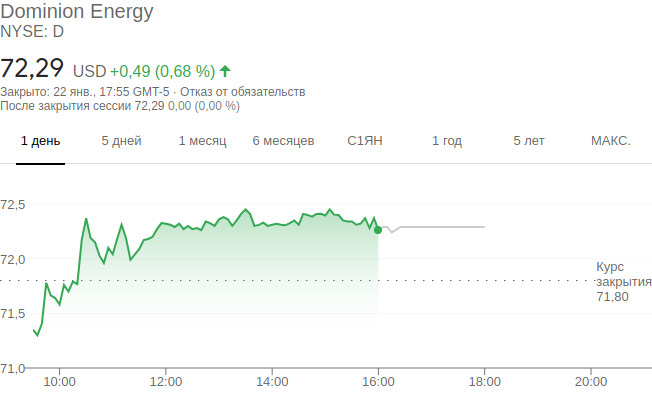 Dominion Energy
NYSE: D
72,29 USD +0,49 (0,68 %)
Закрыто: 22 янв., 17:55 GMT-5 · Отказ от обязательств
После закрытия сессии 72,29 0,00 (0,00 %)
1 день 5 дней 1 месяц 6 месяцев С1ЯН 1 год 5 лет МАКС.
72,5
72,0
Курс
закрытия
71,80
71,5
71,0
10:00 12:00 14:00 16:00 18:00 20:00